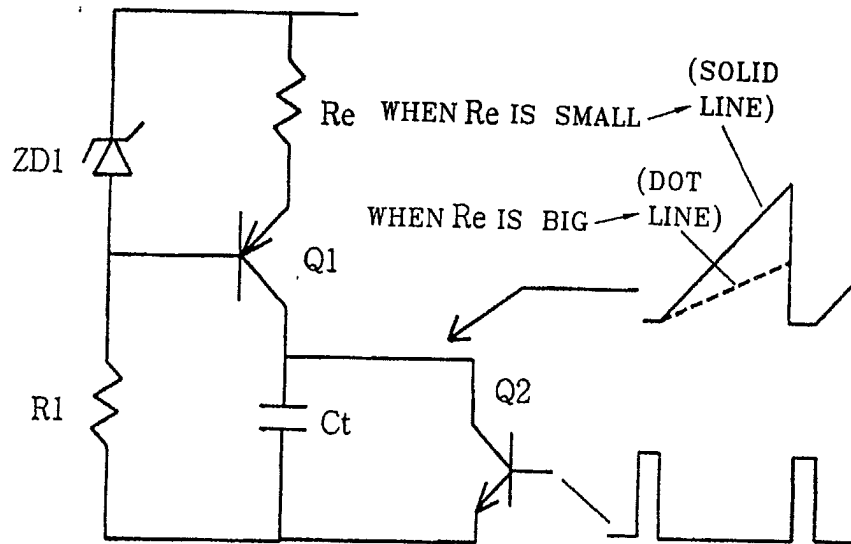 (SOLID
Re WHEN Re IS SMALL LINE)
ZD1
(DOT
WHEN Re IS BIG LINE)
Q1
R1
Ct
Q2